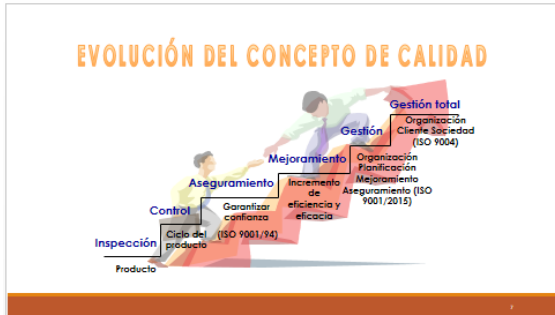 EVOLUCIÓN DEL CONCEPTO DE CALIDAD
Gestión total
Organización
Cliente Sociedad
(ISO 9004)
Gestión
Organización
Planificación
Mejoramiento
Aseguramiento (ISO
9001/2015)
Mejoramiento
Incremento
de
eficiencia y
eficacia
Aseguramiento
Garantizar
confianza
(ISO 9001/94)
Control
Ciclo del
producto
Inspección
Producto